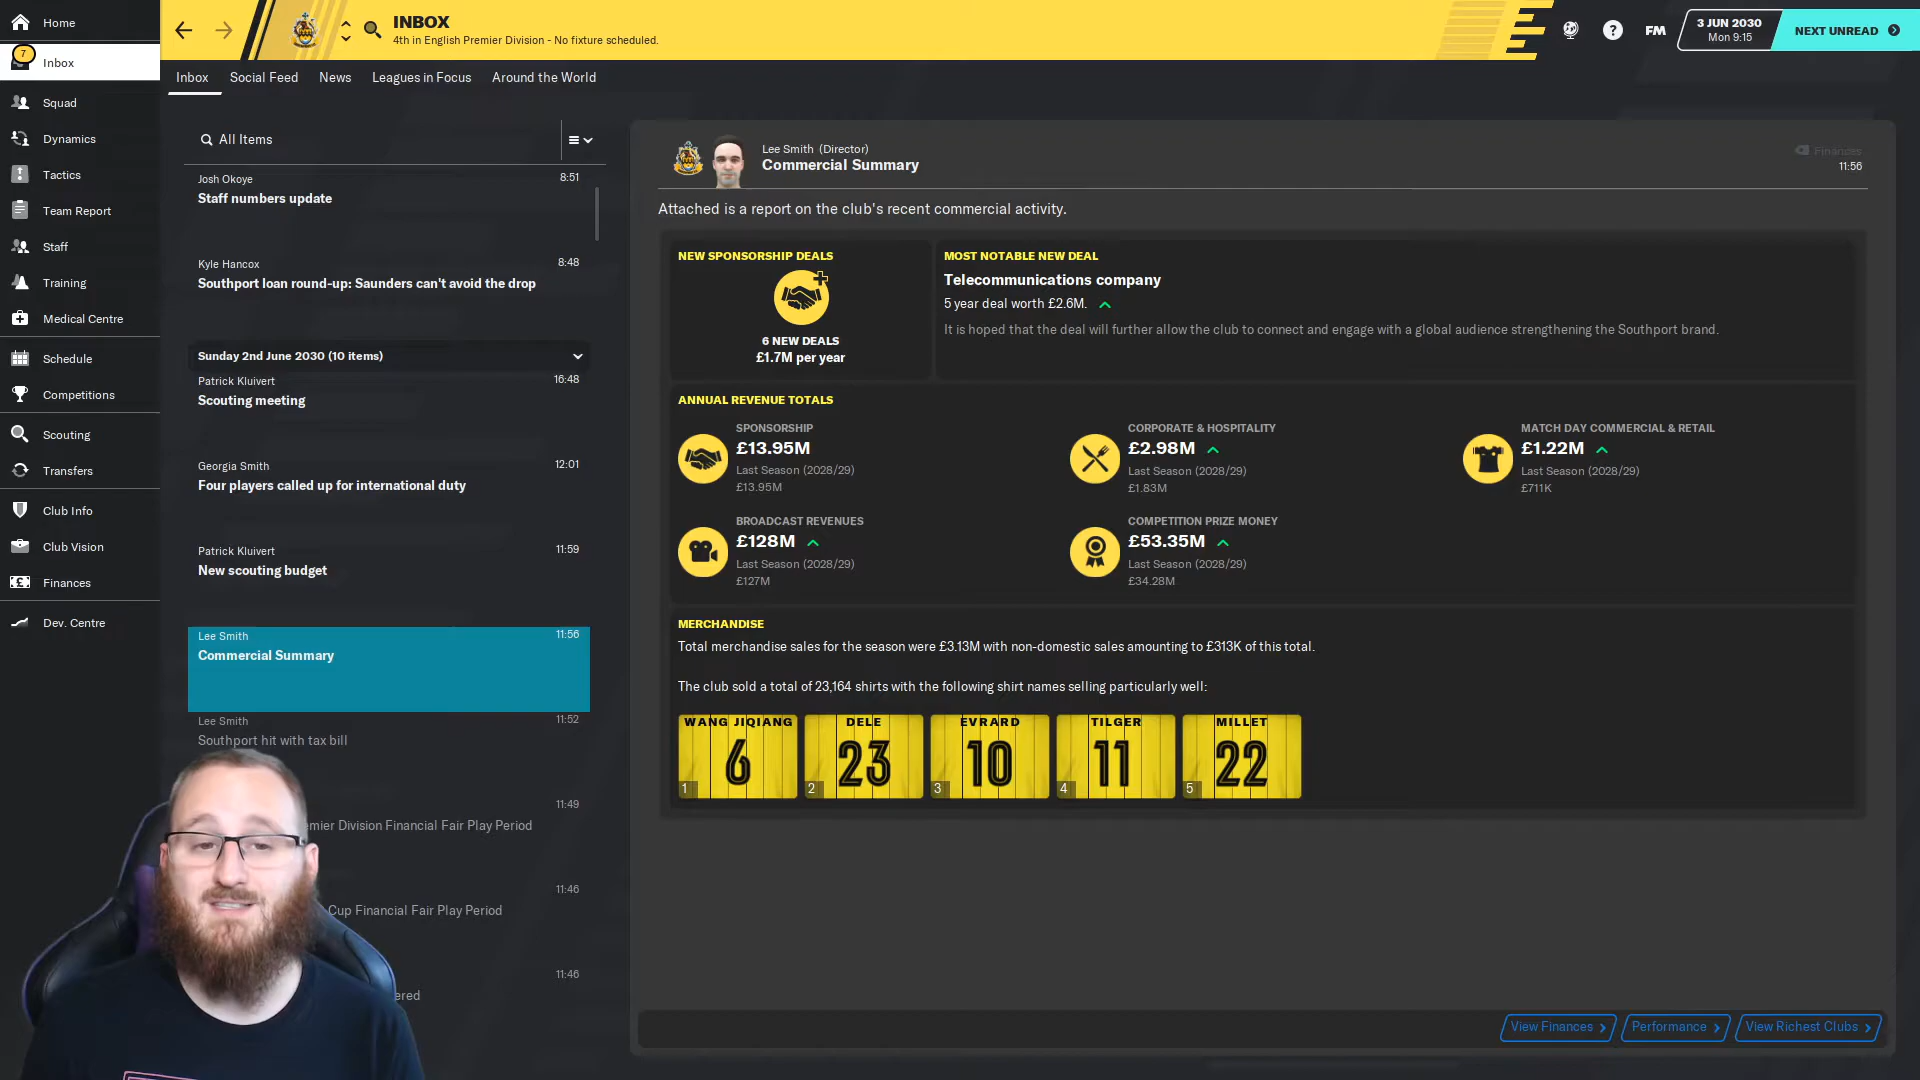 Home
7
Inbox
Squad
Dynamics
Tactics
Team Report
Staff
Training
Medical Centre
Schedule
Competitions
Scouting
Transfers
Club Info
Club Vision
Finances
Dev. Centre
INBOX
4th in English Premier Division - No fixture scheduled.
FM
3 JUN 2030
Mon 9:15
NEXT UNREAD
Inbox
Social Feed
News
Leagues in Focus
Around the World
All Items
Josh Okoye
8:51
Staff numbers update
Kyle Hancox
8:48
Southport loan round-up: Saunders can't avoid the drop
Sunday 2nd June 2030 (10 items)
Patrick Kluivert
16:48
Scouting meeting
Georgia Smith
12:01
Four players called up for international duty
Patrick Kluivert
11:59
New scouting budget
Lee Smith
11:56
Commercial Summary
Lee Smith
11:52
Southport hit with tax bill
11:49
emier Division Financial Fair Play Period
11:46
Cup Financial Fair Play Period
11:46
ered
Lee Smith (Director)
Commercial Summary
Finances
11:56
Attached is a report on the club's recent commercial activity.
NEW SPONSORSHIP DEALS
6 NEW DEALS
£1.7M per year
MOST NOTABLE NEW DEAL
Telecommunications company
5 year deal worth £2.6M.
It is hoped that the deal will further allow the club to connect and engage with a global audience strengthening the Southport brand.
ANNUAL REVENUE TOTALS
SPONSORSHIP
£13.95M
Last Season (2028/29)
£13.95M
CORPORATE & HOSPITALITY
£2.98M
Last Season (2028/29)
£1.83M
MATCH DAY COMMERCIAL & RETAIL
£1.22M
Last Season (2028/29)
£711K
BROADCAST REVENUES
£128M
Last Season (2028/29)
£127M
COMPETITION PRIZE MONEY
£53.35M
Last Season (2028/29)
£34.28M
MERCHANDISE
Total merchandise sales for the season were £3.13M with non-domestic sales amounting to £313K of this total.
The club sold a total of 23,164 shirts with the following shirt names selling particularly well:
WANG JIQIANG
6
1
DELE
23
2
EVRARD
10
3
TILGER
11
4
MILLET
22
5
View Finances
Performance
View Richest Clubs